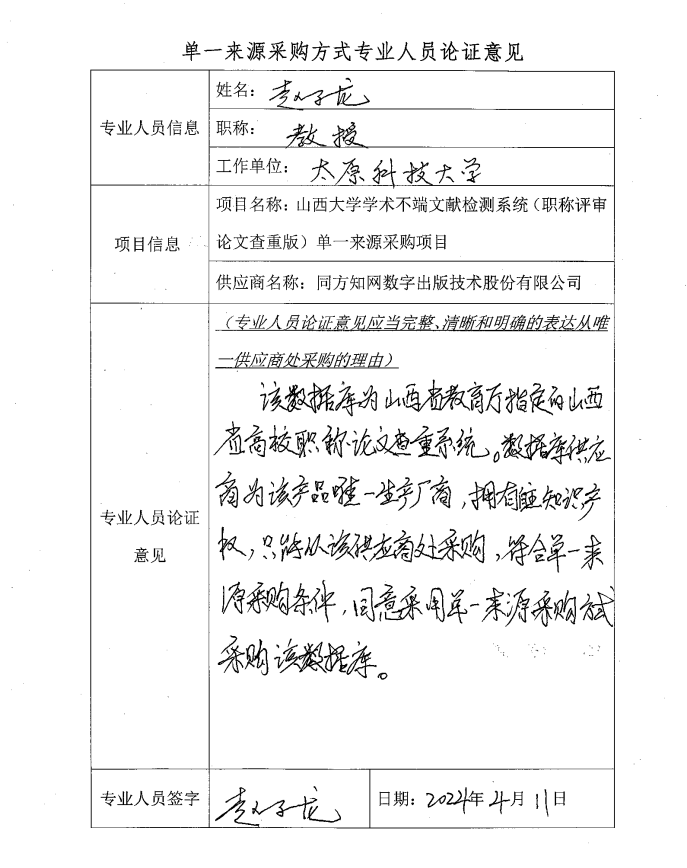 单一来源采购方式专业人员论证意见
专业人员信息
姓名：赵子龙
职称：教授
工作单位：太原科技大学
项目信息
项目名称：山西大学学术不端文献检测系统（职称评审
论文查重版）单一来源采购项目
供应商名称：同方知网数字出版技术股份有限公司
专业人员论证
意见
（专业人员论证意见应当完整、清晰和明确的表达从唯
一供应商处采购的理由）
该数据库为山西省教育厅指定的山西
省高校职称论文查重系统。数据库供应
商为该产品唯一生产厂商，拥有知识产
权，只能从该供应商处采购，符合单一来
源采购条件，同意采用单一来源采购方式
采购该数据库。
专业人员签字
赵子龙
日期：2024年4月11日